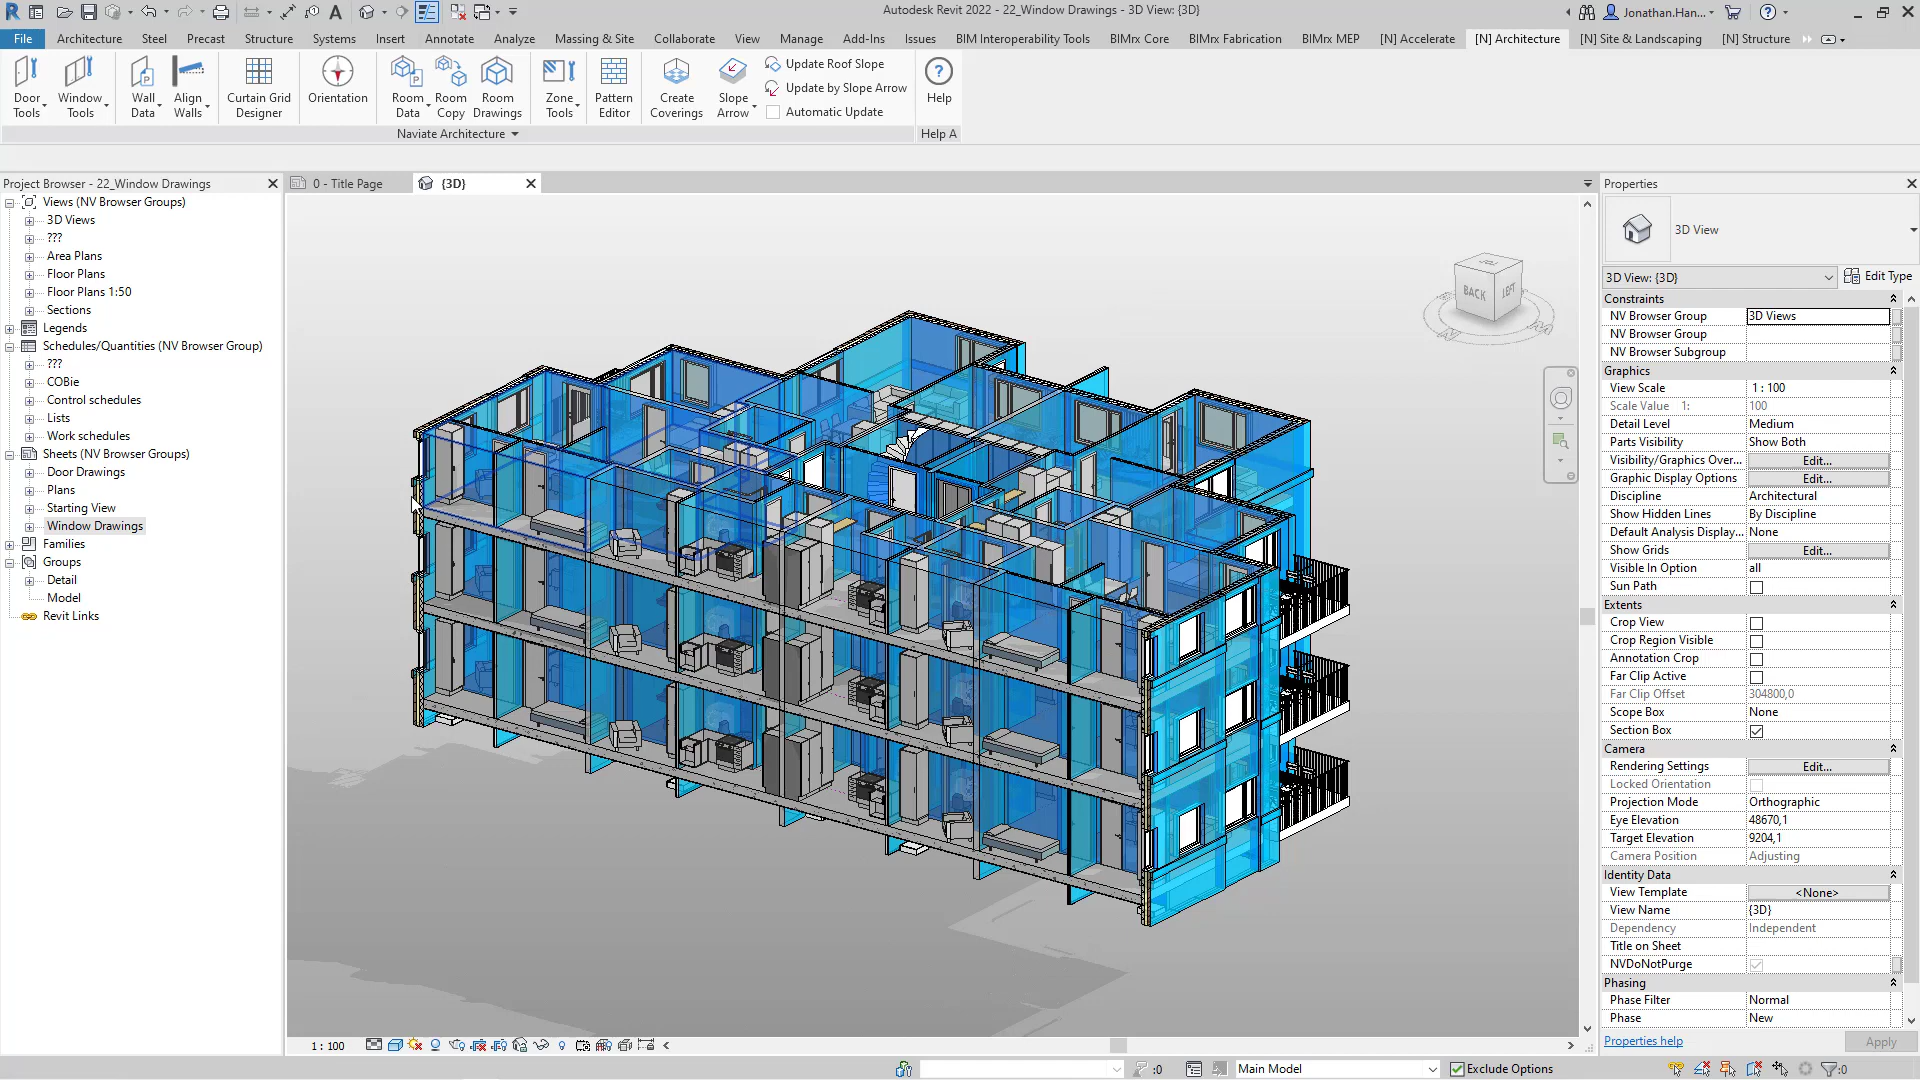 Autodesk Revit 2022 - 22_Window Drawings - 3D View: {3D}
Jonathan.Han...
File Architecture Steel Precast Structure Systems Insert Annotate Analyze Massing & Site Collaborate View Manage Add-Ins Issues BIM Interoperability Tools BIMrx Core BIMrx Fabrication BIMrx MEP [N] Accelerate [N] Architecture [N] Site & Landscaping [N] Structure
Door Tools
Window Tools
Wall Data
Align Walls
Curtain Grid Designer
Orientation
Room Data
Room Copy
Room Drawings
Zone Tools
Pattern Editor
Create Coverings
Slope Arrow
Update Roof Slope
Update by Slope Arrow
Automatic Update
Help
Naviate Architecture
Help A
Project Browser - 22_Window Drawings
Views (NV Browser Groups)
3D Views
???
Area Plans
Floor Plans
Floor Plans 1:50
Sections
Legends
Schedules/Quantities (NV Browser Group)
???
COBie
Control schedules
Lists
Work schedules
Sheets (NV Browser Groups)
Door Drawings
Plans
Starting View
Window Drawings
Families
Groups
Detail
Model
Revit Links
0 - Title Page
{3D}
BACK
LEFT
1 : 100
Properties
3D View
3D View: {3D}
Edit Type
Constraints
NV Browser Group 3D Views
NV Browser Group
NV Browser Subgroup
Graphics
View Scale 1 : 100
Scale Value 1: 100
Detail Level Medium
Parts Visibility Show Both
Visibility/Graphics Over... Edit...
Graphic Display Options Edit...
Discipline Architectural
Show Hidden Lines By Discipline
Default Analysis Display... None
Show Grids Edit...
Visible In Option all
Sun Path
Extents
Crop View
Crop Region Visible
Annotation Crop
Far Clip Active
Far Clip Offset 304800,0
Scope Box None
Section Box
Camera
Rendering Settings Edit...
Locked Orientation
Projection Mode Orthographic
Eye Elevation 48670,1
Target Elevation 9204,1
Camera Position Adjusting
Identity Data
View Template <None>
View Name {3D}
Dependency Independent
Title on Sheet
NVDoNotPurge
Phasing
Phase Filter Normal
Phase New
Properties help
Apply
:0
Main Model
Exclude Options
:0